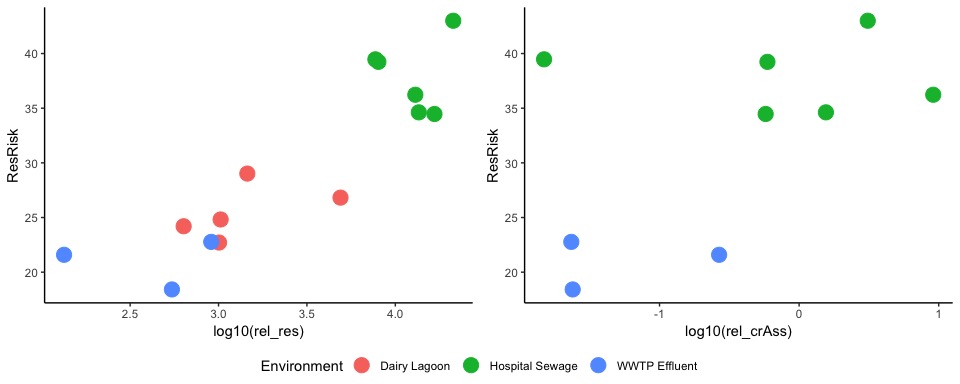 ResRisk
40
35
30
25
20
2.5 3.0 3.5 4.0
log10(rel_res)
ResRisk
40
35
30
25
20
-1 0 1
log10(rel_crAss)
Environment Dairy Lagoon Hospital Sewage WWTP Effluent